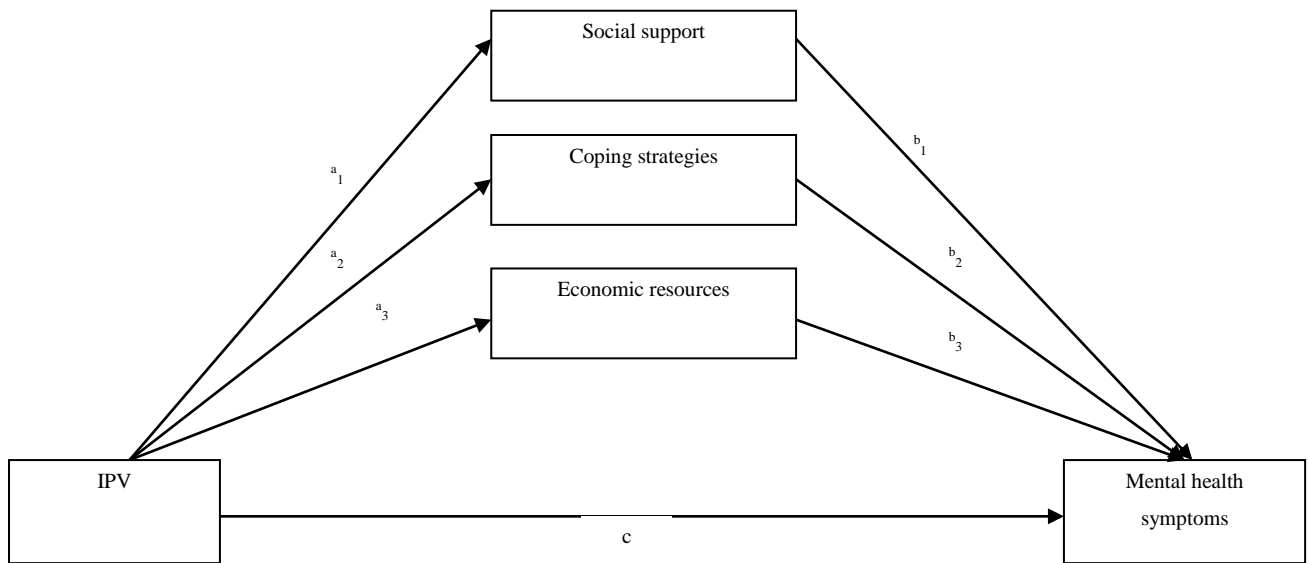 Social support
a1
b1
Coping strategies
a2
b2
Economic resources
a3
b3
IPV
Mental health
symptoms
c